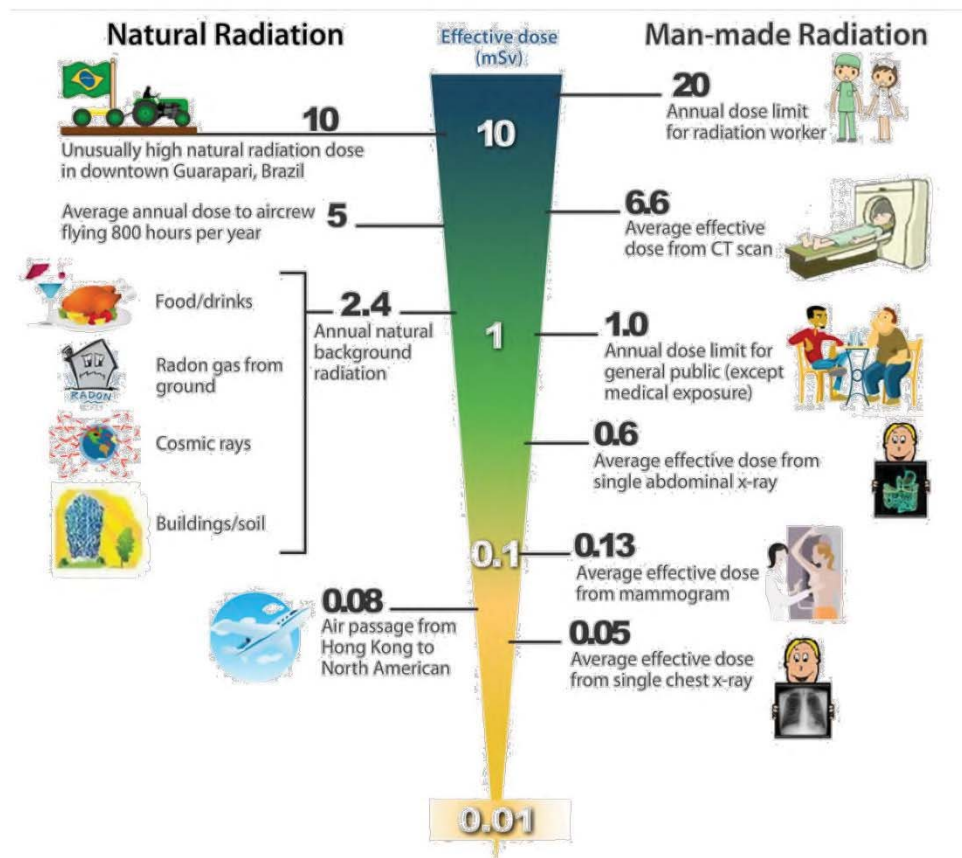 Natural Radiation
Effective dose
(mSv)
Man-made Radiation
10
Unusually high natural radiation dose
in downtown Guarapari, Brazil
5
Average annual dose to aircrew
flying 800 hours per year
Food/drinks
Radon gas from
ground
RADON
Cosmic rays
Buildings/soil
2.4
Annual natural
background
radiation
0.08
Air passage from
Hong Kong to
North American
10
1
0.1
0.01
20
Annual dose limit
for radiation worker
6.6
Average effective
dose from CT scan
1.0
Annual dose limit for
general public (except
medical exposure)
0.6
Average effective dose from
single abdominal x-ray
0.13
Average effective dose
from mammogram
0.05
Average effective dose
from single chest x-ray